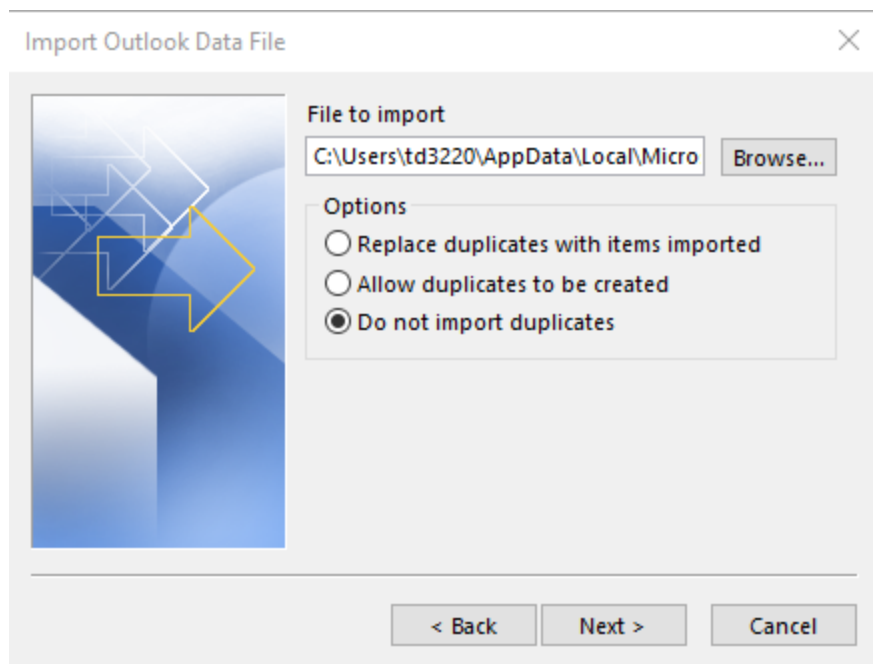 Import Outlook Data File
File to import
C:\Users\td3220\AppData\Local\Micro
Browse...
Options
Replace duplicates with items imported
Allow duplicates to be created
Do not import duplicates
< Back
Next >
Cancel